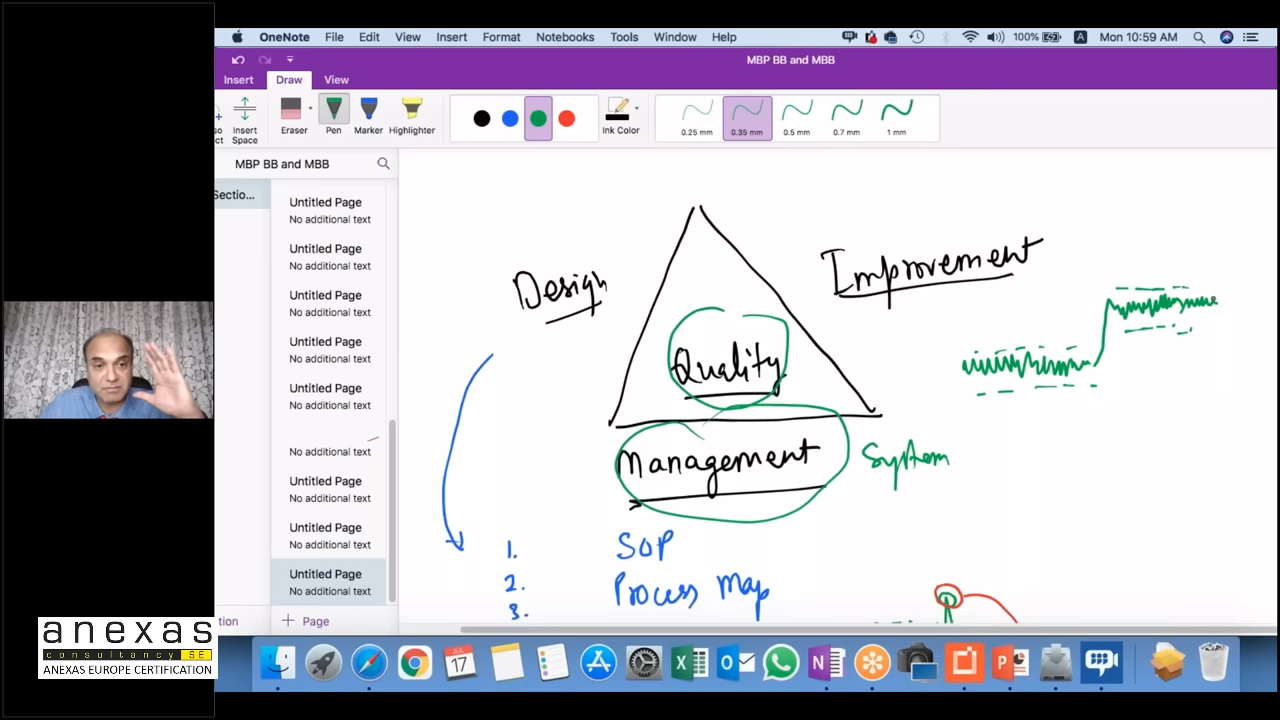 OneNote File Edit View Insert Format Notebooks Tools Window Help 100% A Mon 10:59 AM
MBP BB and MBB
Insert Draw View
Insert Space
Eraser
Pen
Marker
Highlighter
Ink Color
0.25 mm
0.35 mm
0.5 mm
0.7 mm
1 mm
MBP BB and MBB
Sectio...
Untitled Page
No additional text
Untitled Page
No additional text
Untitled Page
No additional text
Untitled Page
No additional text
Untitled Page
No additional text
No additional text
Untitled Page
No additional text
Untitled Page
No additional text
Untitled Page
No additional text
+ Page
Design
Improvement
Quality
Management
System
1. SOP
2. Process Map
3.
JUL
17
anexas
consultancy SE
ANEXAS EUROPE CERTIFICATION